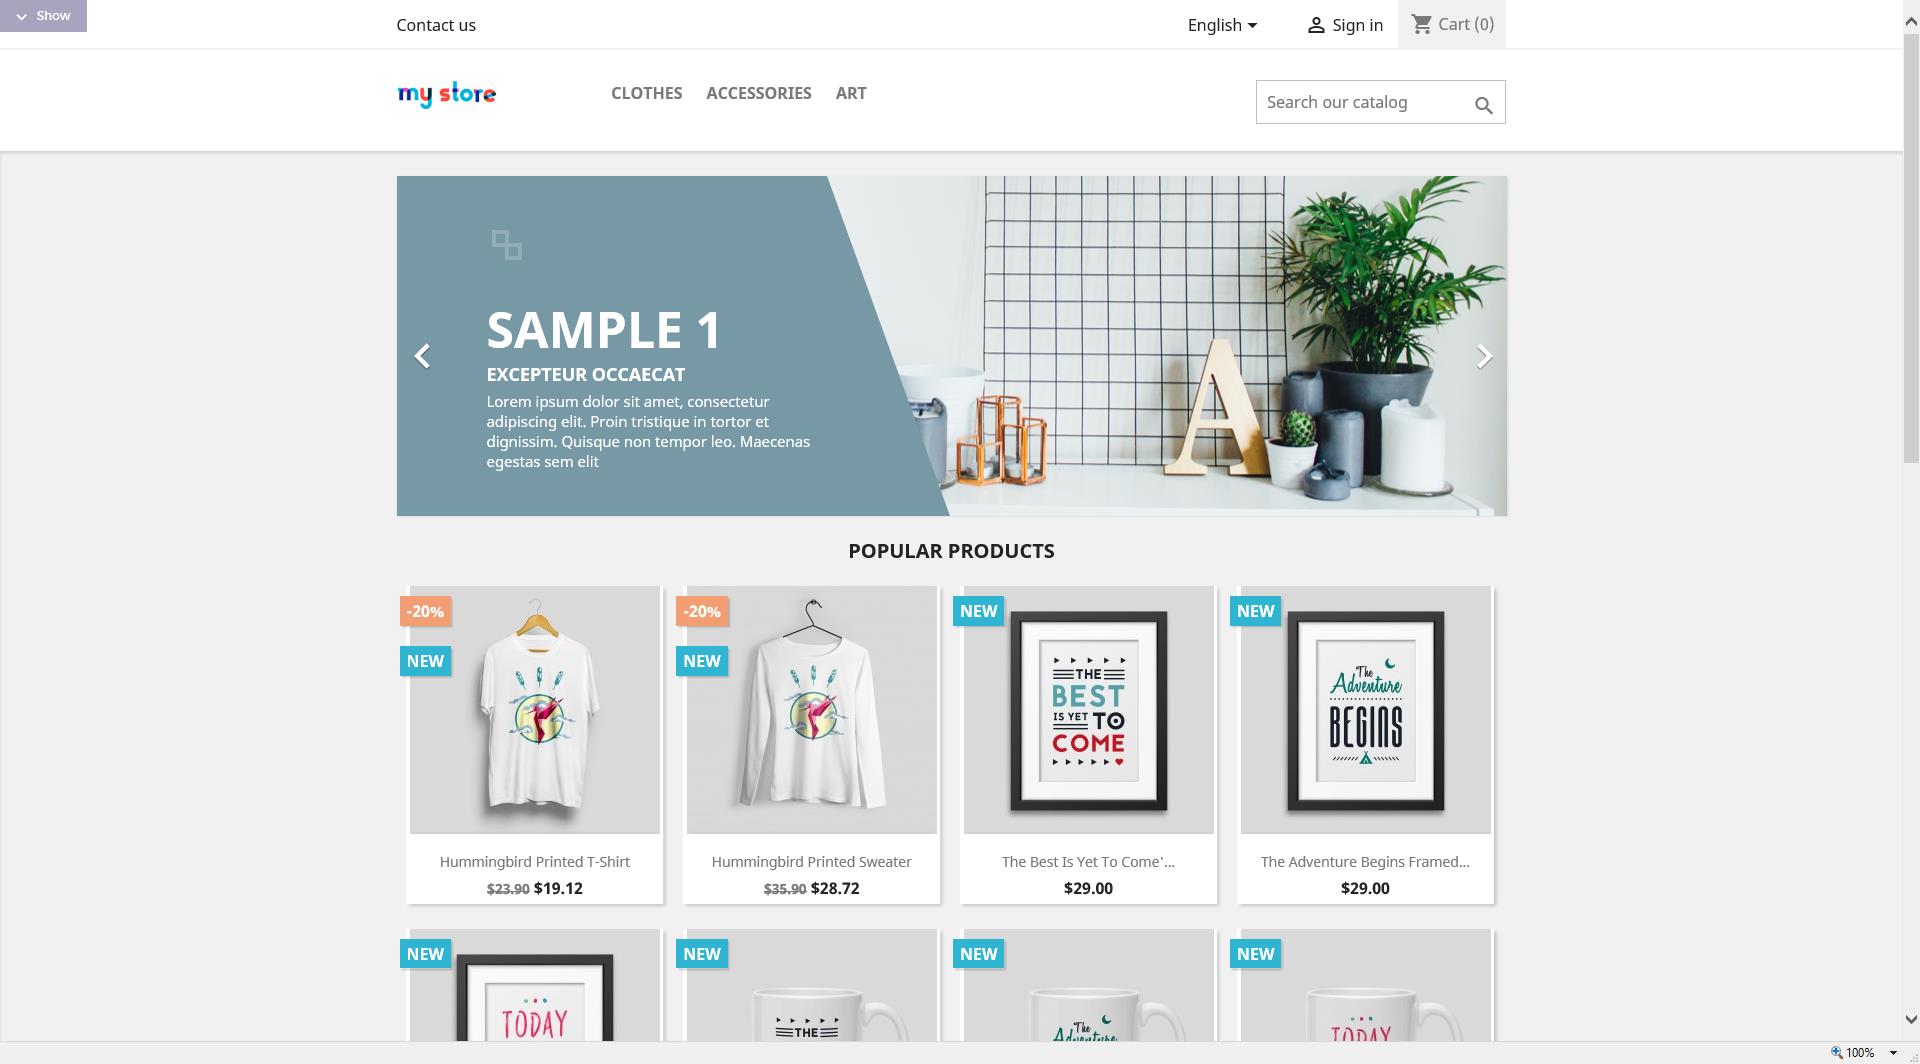 Show
Contact us
English
Sign in
Cart (0)
my store
CLOTHES
ACCESSORIES
ART
Search our catalog
SAMPLE 1
EXCEPTEUR OCCAECAT
Lorem ipsum dolor sit amet, consectetur
adipiscing elit. Proin tristique in tortor et
dignissim. Quisque non tempor leo. Maecenas
egestas sem elit
A
POPULAR PRODUCTS
-20%
NEW
Hummingbird Printed T-Shirt
$23.90 $19.12
-20%
NEW
Hummingbird Printed Sweater
$35.90 $28.72
NEW
THE
BEST
IS YET TO
COME
The Best Is Yet To Come'...
$29.00
NEW
The
Adventure
BEGINS
The Adventure Begins Framed...
$29.00
NEW
TODAY
NEW
THE
NEW
The
Adventure
NEW
TODAY
100%